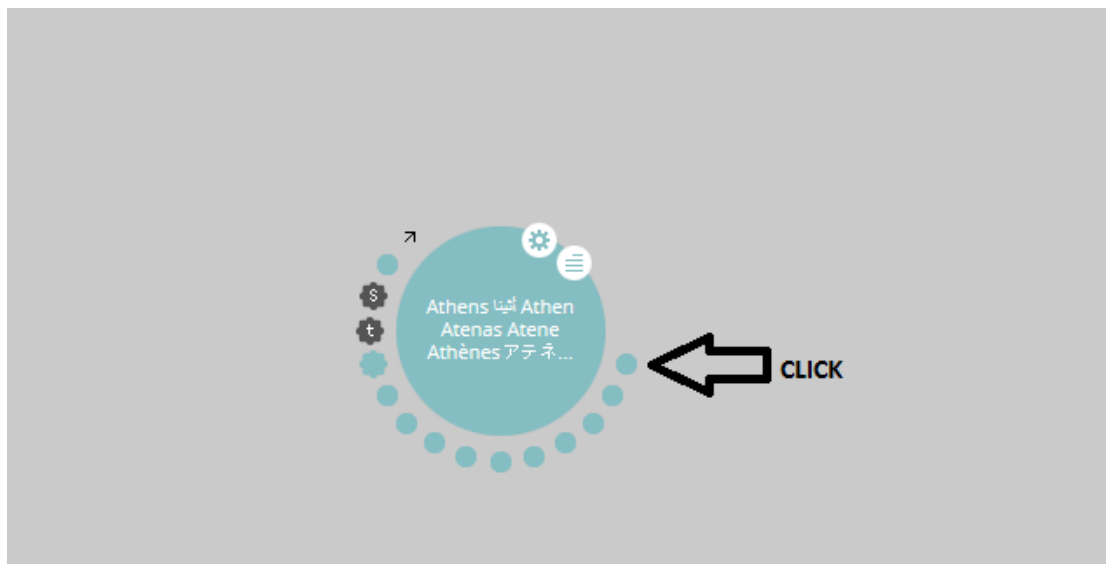 s
t
Athens أثينا Athen
Atenas Atene
Athènes アテネ...
CLICK